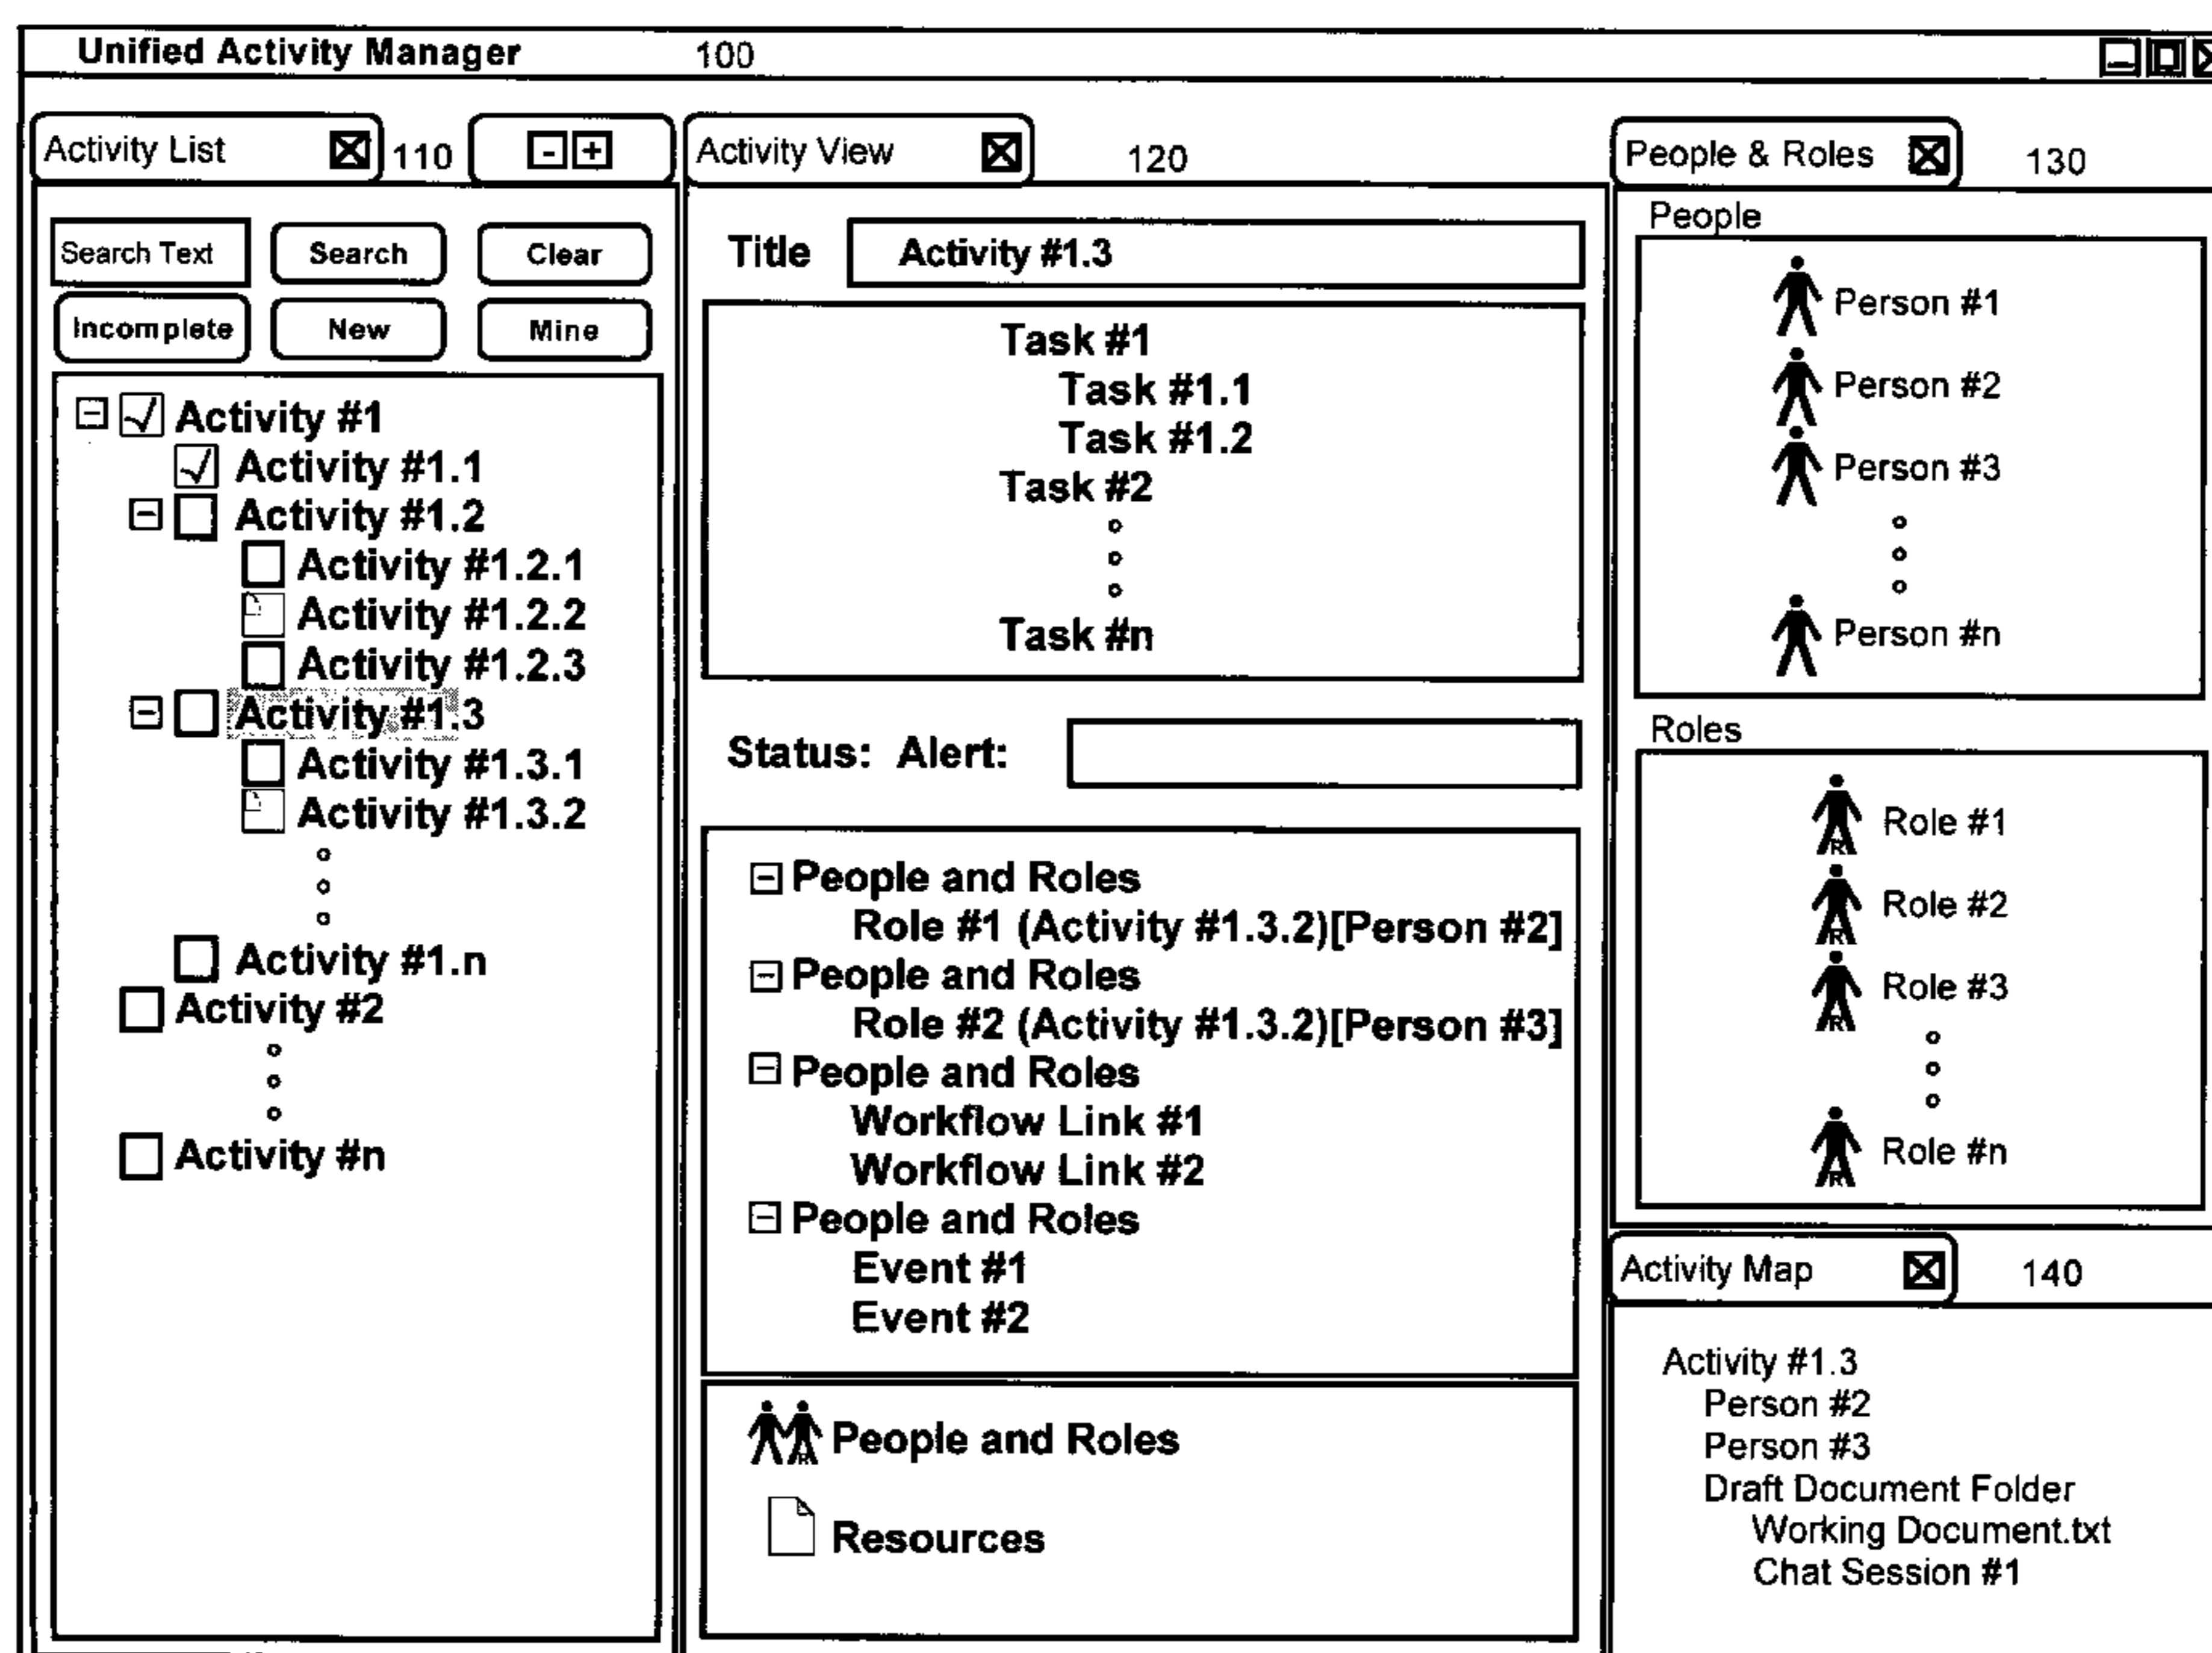 Unified Activity Manager 100
Activity List 110 - +
Search Text Search Clear
Incomplete New Mine
Activity #1
Activity #1.1
Activity #1.2
Activity #1.2.1
Activity #1.2.2
Activity #1.2.3
Activity #1.3
Activity #1.3.1
Activity #1.3.2
Activity #1.n
Activity #2
Activity #n
Activity View 120
Title Activity #1.3
Task #1
Task #1.1
Task #1.2
Task #2
Task #n
Status: Alert:
People and Roles
Role #1 (Activity #1.3.2)[Person #2]
People and Roles
Role #2 (Activity #1.3.2)[Person #3]
People and Roles
Workflow Link #1
Workflow Link #2
People and Roles
Event #1
Event #2
R People and Roles
Resources
People & Roles 130
People
Person #1
Person #2
Person #3
Person #n
Roles
R Role #1
R Role #2
R Role #3
R Role #n
Activity Map 140
Activity #1.3
Person #2
Person #3
Draft Document Folder
Working Document.txt
Chat Session #1